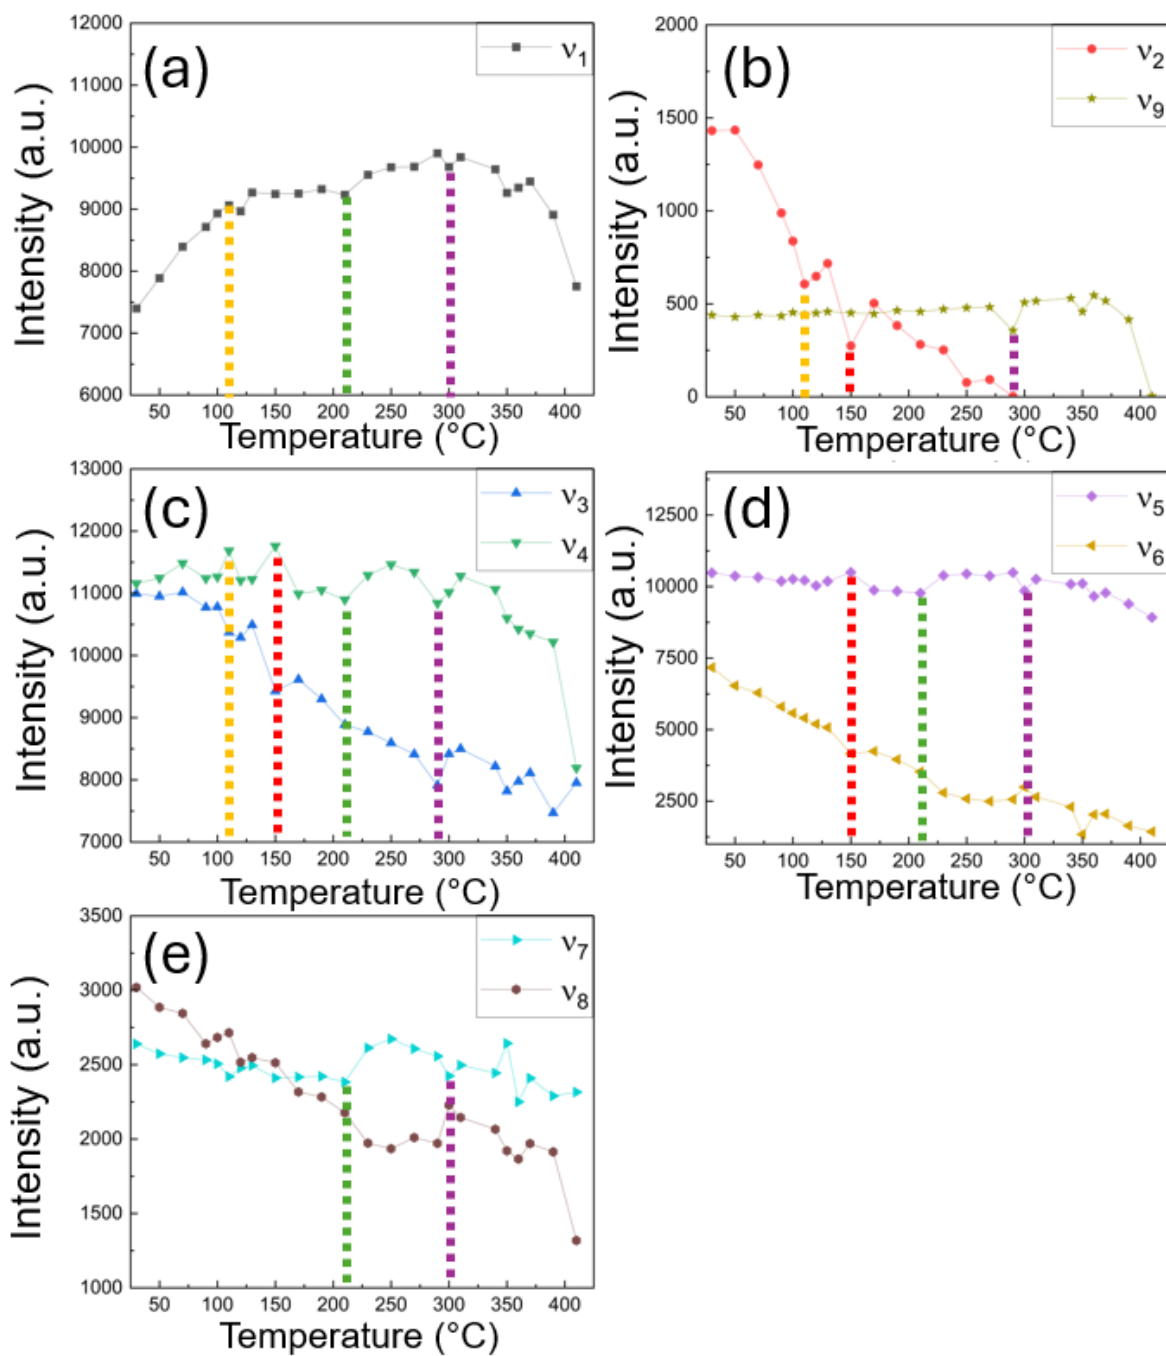 (a)
ν1
Intensity (a.u.)
12000
11000
10000
9000
8000
7000
6000
50 100 150 200 250 300 350 400
Temperature (°C)
(b)
ν2
ν9
Intensity (a.u.)
2000
1500
1000
500
0
50 100 150 200 250 300 350 400
Temperature (°C)
(c)
ν3
ν4
Intensity (a.u.)
13000
12000
11000
10000
9000
8000
7000
50 100 150 200 250 300 350 400
Temperature (°C)
(d)
ν5
ν6
Intensity (a.u.)
12500
10000
7500
5000
2500
50 100 150 200 250 300 350 400
Temperature (°C)
(e)
ν7
ν8
Intensity (a.u.)
3500
3000
2500
2000
1500
1000
50 100 150 200 250 300 350 400
Temperature (°C)